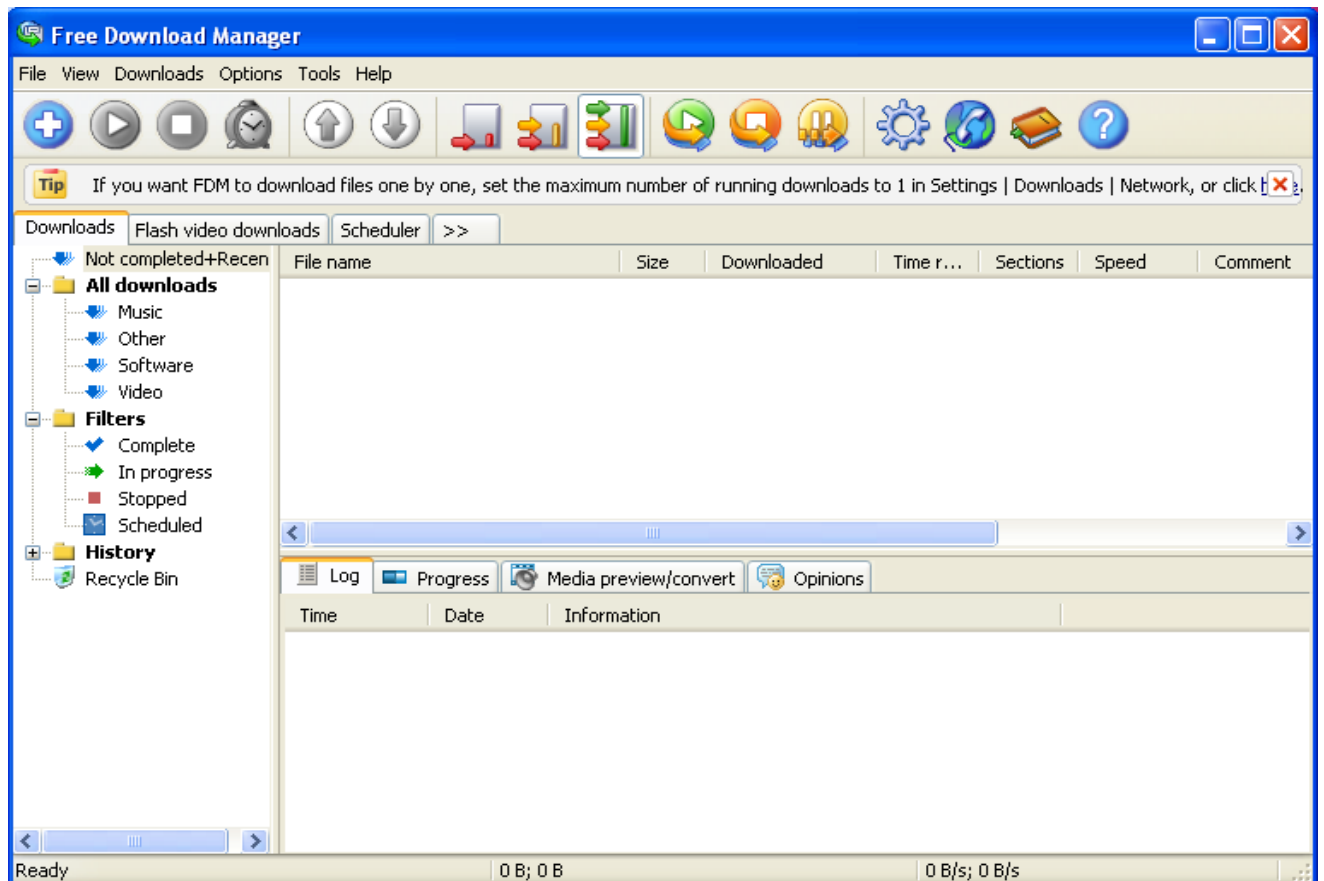 Free Download Manager
File View Downloads Options Tools Help
Tip If you want FDM to download files one by one, set the maximum number of running downloads to 1 in Settings | Downloads | Network, or click
Downloads Flash video downloads Scheduler >>
Not completed+Recen
File name Size Downloaded Time r... Sections Speed Comment
All downloads
Music
Other
Software
Video
Filters
Complete
In progress
Stopped
Scheduled
History
Recycle Bin
Log Progress Media preview/convert Opinions
Time Date Information
Ready 0 B; 0 B 0 B/s; 0 B/s